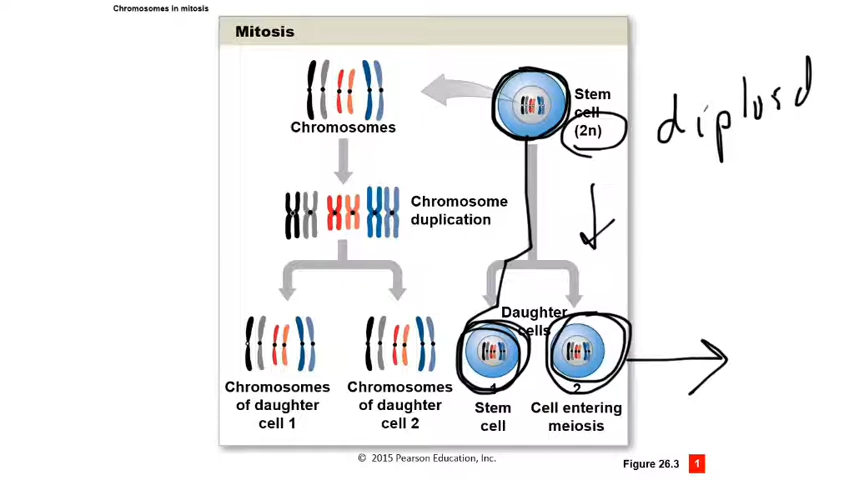 Chromosomes in mitosis
Mitosis
Chromosomes
Stem
cell
(2n)
diploid
Chromosome
duplication
Daughter
cells
Chromosomes
of daughter
cell 1
Chromosomes
of daughter
cell 2
1
Stem
cell
2
Cell entering
meiosis
© 2015 Pearson Education, Inc.
Figure 26.3 1